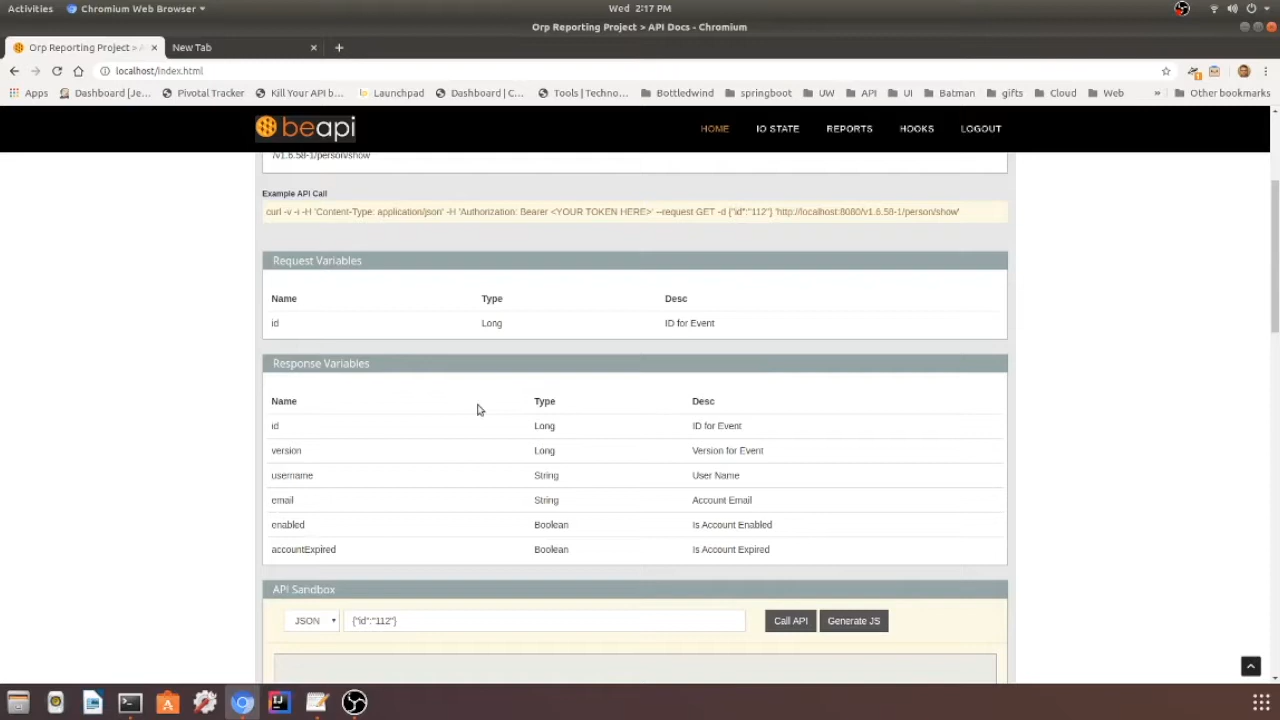 Activities
Chromium Web Browser
Wed 2:17 PM
Orp Reporting Project > API Docs - Chromium
Orp Reporting Project >
New Tab
localhost/index.html
Apps
Dashboard [Je...
Pivotal Tracker
Kill Your API b...
Launchpad
Dashboard | C...
Tools | Techno...
Bottledwind
springboot
UW
API
UI
Batman
gifts
Cloud
Web
»
Other bookmarks
beapi
HOME
IO STATE
REPORTS
HOOKS
LOGOUT
/v1.6.58-1/person/show
Example API Call
curl -v -i -H 'Content-Type: application/json' -H 'Authorization: Bearer <YOUR TOKEN HERE>' --request GET -d {"id":"112"} 'http://localhost:8080/v1.6.58-1/person/show'
Request Variables
Name Type Desc
id Long ID for Event
Response Variables
Name Type Desc
id Long ID for Event
version Long Version for Event
username String User Name
email String Account Email
enabled Boolean Is Account Enabled
accountExpired Boolean Is Account Expired
API Sandbox
JSON {"id":"112"} Call API Generate JS